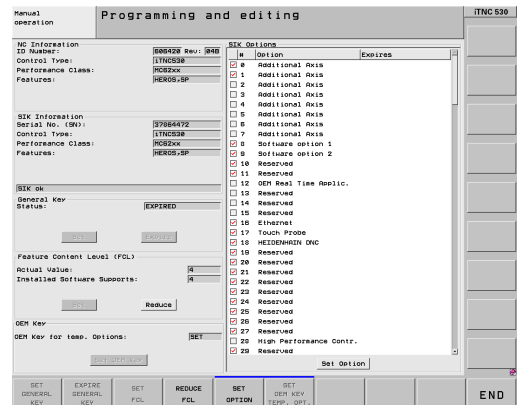 Manual
operation
Programming and editing
iTNC 530
NC Information
ID Number: 606420 Rev: 04B
Control Type: iTNC530
Performance Class: MC62xx
Features: HEROS,SP
SIK Information
Serial No. (SN): 37864472
Control Type: iTNC530
Performance Class: MC62xx
Features: HEROS,SP
SIK ok
General Key
Status: EXPIRED
Set Expire
Feature Content Level (FCL)
Actual Value: 4
Installed Software Supports: 4
Set Reduce
OEM Key
OEM Key for temp. Options: SET
Set OEM Key
SIK Options
# Option Expires
0 Additional Axis
1 Additional Axis
2 Additional Axis
3 Additional Axis
4 Additional Axis
5 Additional Axis
6 Additional Axis
7 Additional Axis
8 Software option 1
9 Software option 2
10 Reserved
11 Reserved
12 OEM Real Time Applic.
13 Reserved
14 Reserved
15 Reserved
16 Ethernet
17 Touch Probe
18 HEIDENHAIN DNC
19 Reserved
20 Reserved
21 Reserved
22 Reserved
23 Reserved
24 Reserved
25 Reserved
26 Reserved
27 Reserved
28 High Performance Contr.
29 Reserved
Set Option
SET GENERAL KEY
EXPIRE GENERAL KEY
SET FCL
REDUCE FCL
SET OPTION
SET OEM KEY TEMP. OPT.
END